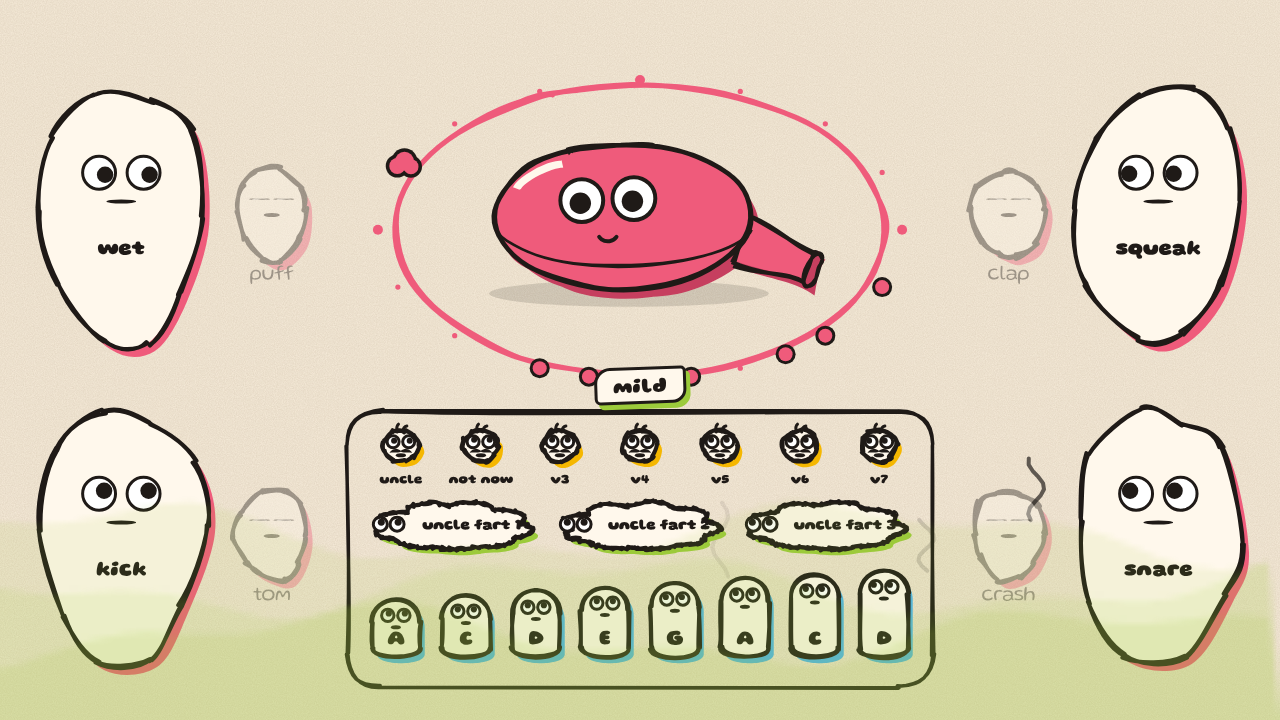 wet
puff
clap
squeak
mild
uncle
not now
v3
v4
v5
v6
v7
uncle fart 1
uncle fart 2
uncle fart 3
kick
tom
crash
snare
A
C
D
E
G
A
C
D